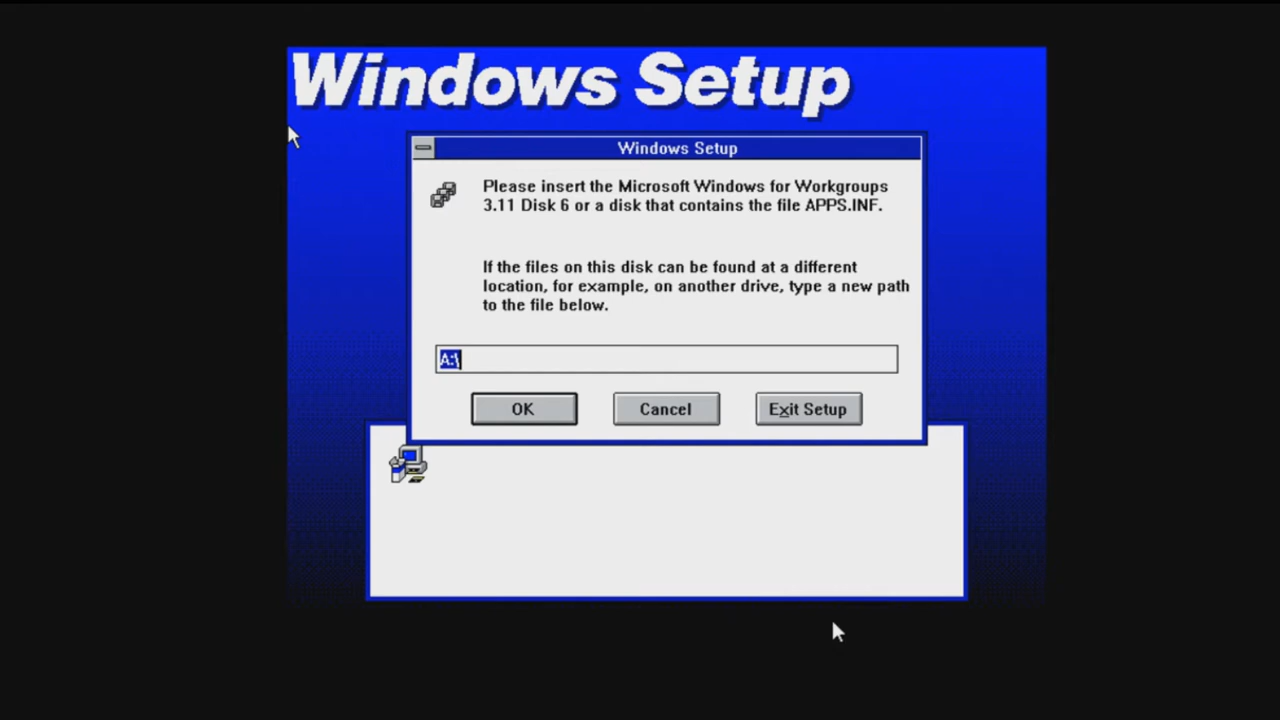 Windows Setup
Windows Setup
Please insert the Microsoft Windows for Workgroups
3.11 Disk 6 or a disk that contains the file APPS.INF.
If the files on this disk can be found at a different
location, for example, on another drive, type a new path
to the file below.
A:\
OK Cancel Exit Setup